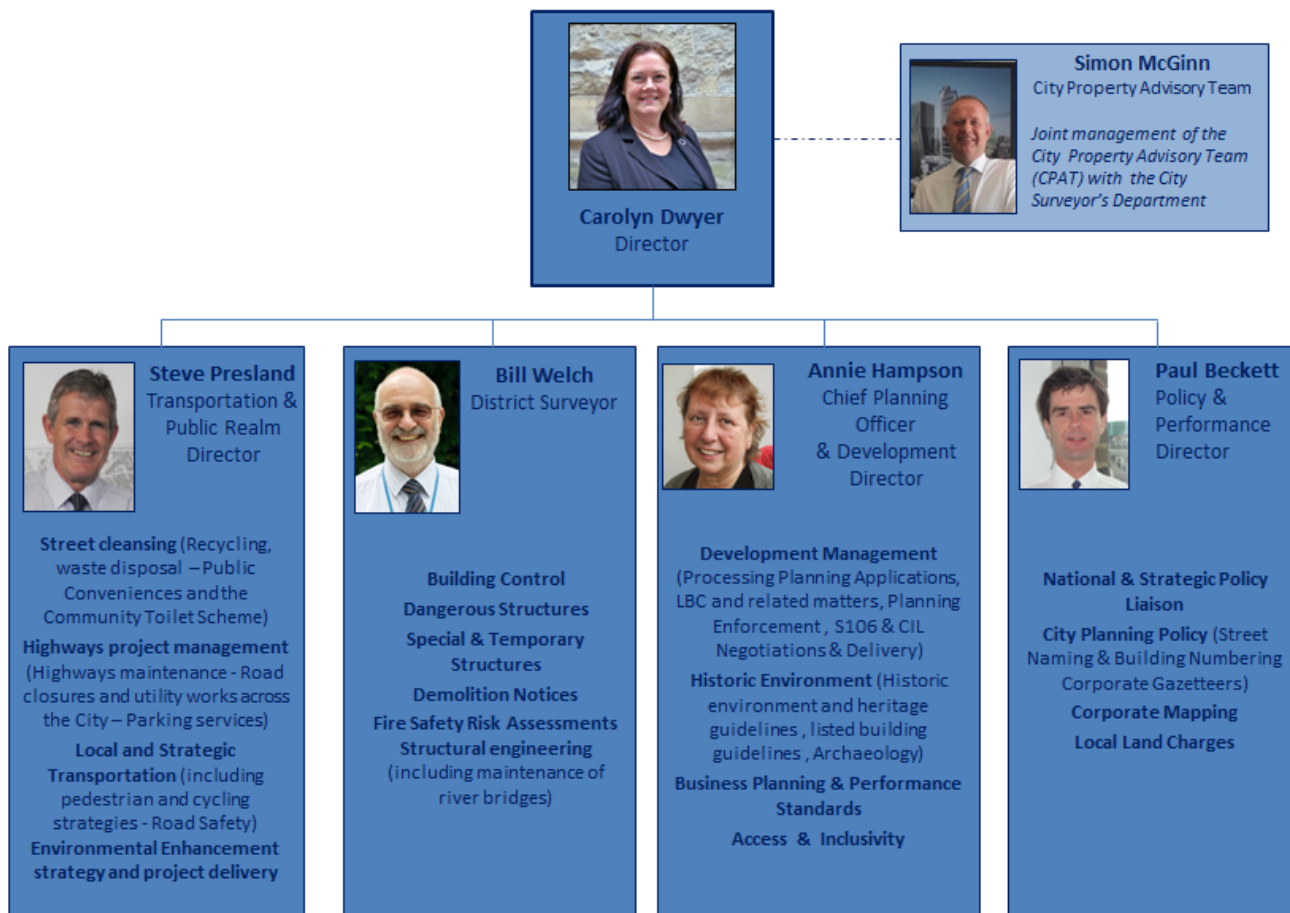 Carolyn Dwyer
Director
Simon McGinn
City Property Advisory Team
Joint management of the
City Property Advisory Team
(CPAT) with the City
Surveyor's Department
Steve Presland
Transportation &
Public Realm
Director
Street cleansing (Recycling,
waste disposal – Public
Conveniences and the
Community Toilet Scheme)
Highways project management
(Highways maintenance - Road
closures and utility works across
the City – Parking services)
Local and Strategic
Transportation (including
pedestrian and cycling
strategies - Road Safety)
Environmental Enhancement
strategy and project delivery
Bill Welch
District Surveyor
Building Control
Dangerous Structures
Special & Temporary
Structures
Demolition Notices
Fire Safety Risk Assessments
Structural engineering
(including maintenance of
river bridges)
Annie Hampson
Chief Planning
Officer
& Development
Director
Development Management
(Processing Planning Applications,
LBC and related matters, Planning
Enforcement , S106 & CIL
Negotiations & Delivery)
Historic Environment (Historic
environment and heritage
guidelines , listed building
guidelines , Archaeology)
Business Planning & Performance
Standards
Access & Inclusivity
Paul Beckett
Policy &
Performance
Director
National & Strategic Policy
Liaison
City Planning Policy (Street
Naming & Building Numbering
Corporate Gazetteers)
Corporate Mapping
Local Land Charges